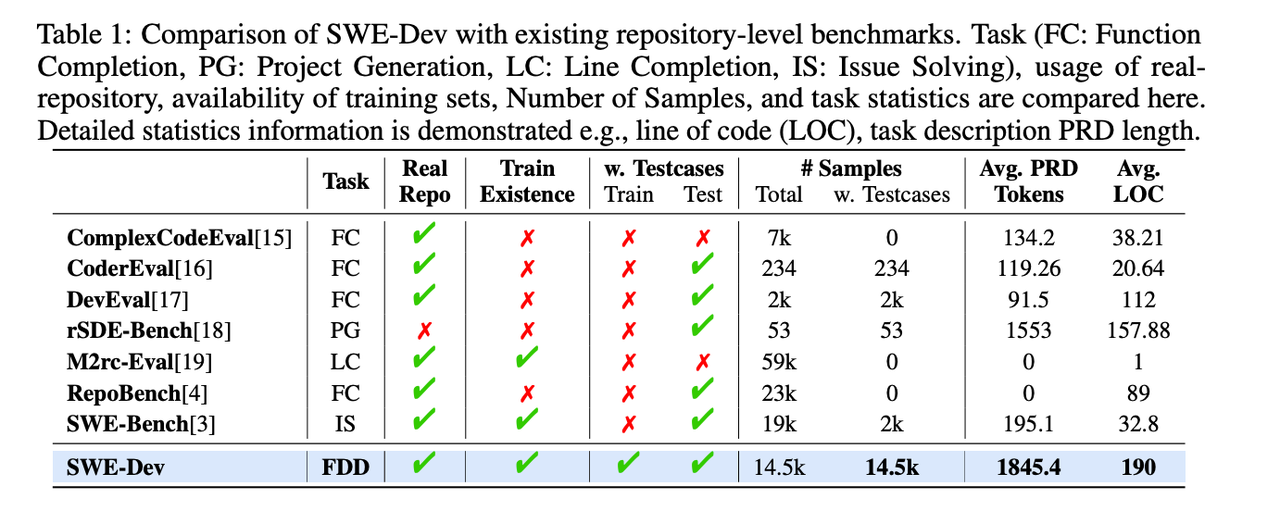 Table 1: Comparison of SWE-Dev with existing repository-level benchmarks. Task (FC: Function
Completion, PG: Project Generation, LC: Line Completion, IS: Issue Solving), usage of real-
repository, availability of training sets, Number of Samples, and task statistics are compared here.
Detailed statistics information is demonstrated e.g., line of code (LOC), task description PRD length.
Task Real Repo Train Existence w. Testcases Train Test # Samples Total w. Testcases Avg. PRD Tokens Avg. LOC
ComplexCodeEval[15] FC ✓ ✗ ✗ ✗ 7k 0 134.2 38.21
CoderEval[16] FC ✓ ✗ ✗ ✓ 234 234 119.26 20.64
DevEval[17] FC ✓ ✗ ✗ ✓ 2k 2k 91.5 112
rSDE-Bench[18] PG ✗ ✗ ✗ ✓ 53 53 1553 157.88
M2rc-Eval[19] LC ✓ ✓ ✗ ✗ 59k 0 0 1
RepoBench[4] FC ✓ ✗ ✗ ✓ 23k 0 0 89
SWE-Bench[3] IS ✓ ✓ ✗ ✓ 19k 2k 195.1 32.8
SWE-Dev FDD ✓ ✓ ✓ ✓ 14.5k 14.5k 1845.4 190